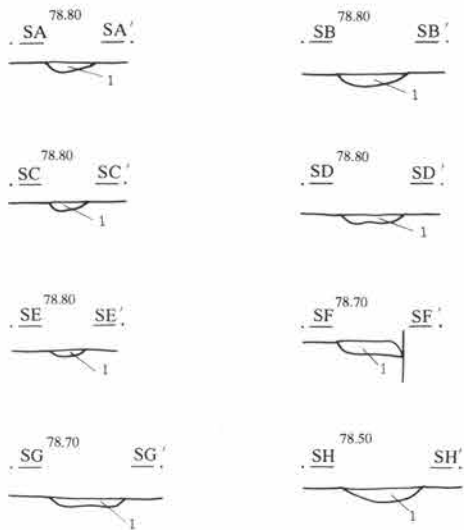 78.80
SA SA′
1
78.80
SB SB′
1
78.80
SC SC′
1
78.80
SD SD′
1
78.80
SE SE′
1
78.70
SF SF′
1
78.70
SG SG′
1
78.50
SH SH′
1